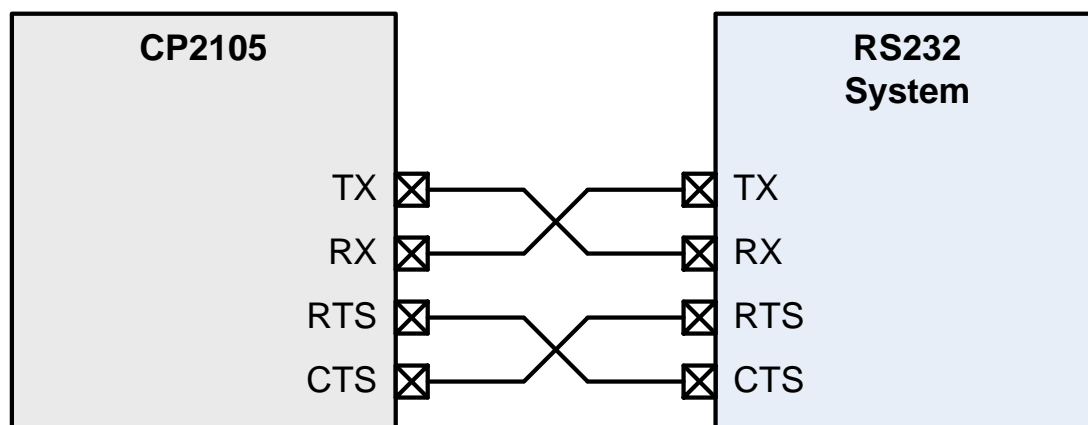 CP2105
RS232
System
TX
TX
RX
RX
RTS
RTS
CTS
CTS